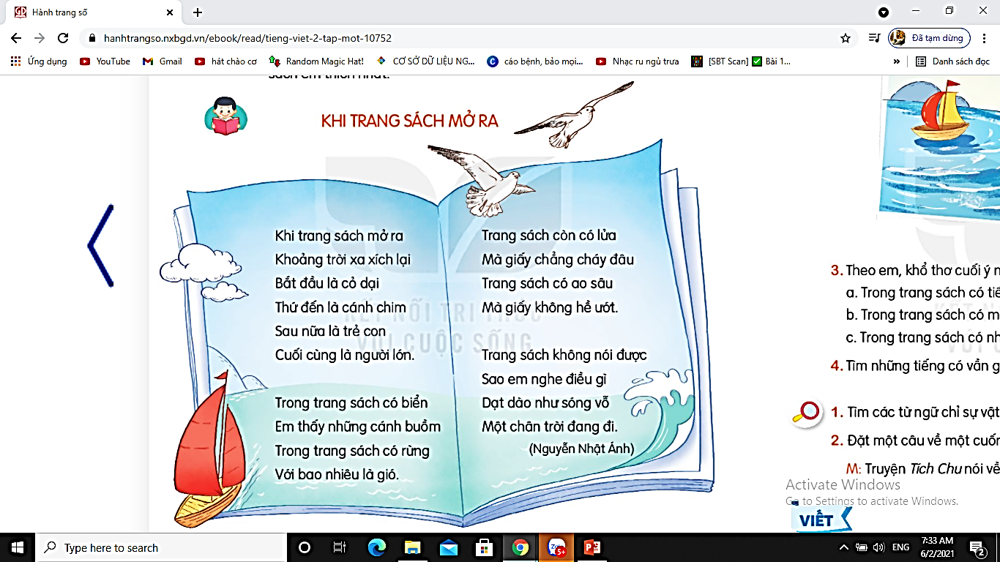 Hành trang số
hanhtrangso.nxbgd.vn/ebook/read/tieng-viet-2-tap-mot-10752
Đã tạm dừng
Ứng dụng
YouTube
Gmail
hát chào cơ
Random Magic Hat!
CƠ SỞ DỮ LIỆU NG...
cáo bệnh, bảo mọi...
Nhạc ru ngủ trưa
[SBT Scan] ✅ Bài 1...
»
Danh sách đọc
sách em thích nhất.
KHI TRANG SÁCH MỞ RA
Khi trang sách mở ra
Khoảng trời xa xích lại
Bắt đầu là cỏ dại
Thứ đến là cánh chim
Sau nữa là trẻ con
Cuối cùng là người lớn.
Trong trang sách có biển
Em thấy những cánh buồm
Trong trang sách có rừng
Với bao nhiêu là gió.
Trang sách còn có lửa
Mà giấy chẳng cháy đâu
Trang sách có ao sâu
Mà giấy không hề ướt.
Trang sách không nói được
Sao em nghe điều gì
Dạt dào như sóng vỗ
Một chân trời đang đi.
(Nguyễn Nhật Ánh)
KẾT NỐI TRI THỨC
VỚI CUỘC SỐNG
3. Theo em, khổ thơ cuối ý n
a. Trong trang sách có tiế
b. Trong trang sách có m
c. Trong trang sách có nh
4. Tìm những tiếng có vần g
1. Tìm các từ ngữ chỉ sự vật
2. Đặt một câu về một cuốn
M: Truyện Tích Chu nói về
Activate Windows
Go to Settings to activate Windows.
VIẾT
Type here to search
5+
ENG
7:33 AM
6/2/2021
2